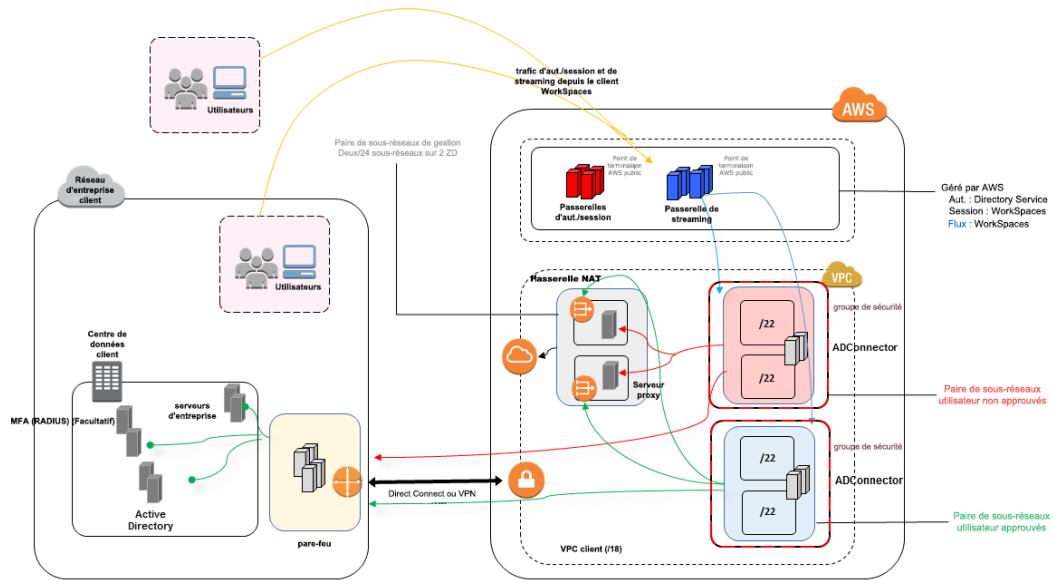 trafic d'aut./session et de
streaming depuis le client
WorkSpaces
AWS
Utilisateurs
Paire de sous-réseaux de gestion
Deux/24 sous-réseaux sur 2 ZD
Point de
terminaison
AWS public
Point de
terminaison
AWS public
Passerelles
d'aut./session
Passerelle de
streaming
Géré par AWS
Aut. : Directory Service
Session : WorkSpaces
Flux : WorkSpaces
Réseau
d'entreprise
client
Utilisateurs
Passerelle NAT
VPC
groupe de sécurité
/22
ADConnector
/22
Serveur
proxy
Paire de sous-réseaux
utilisateur non approuvés
Centre de
données
client
MFA (RADIUS) (Facultatif)
serveurs
d'entreprise
groupe de sécurité
/22
ADConnector
/22
Active
Directory
Direct Connect ou VPN
pare-feu
Paire de sous-réseaux
utilisateur approuvés
VPC client (/18)